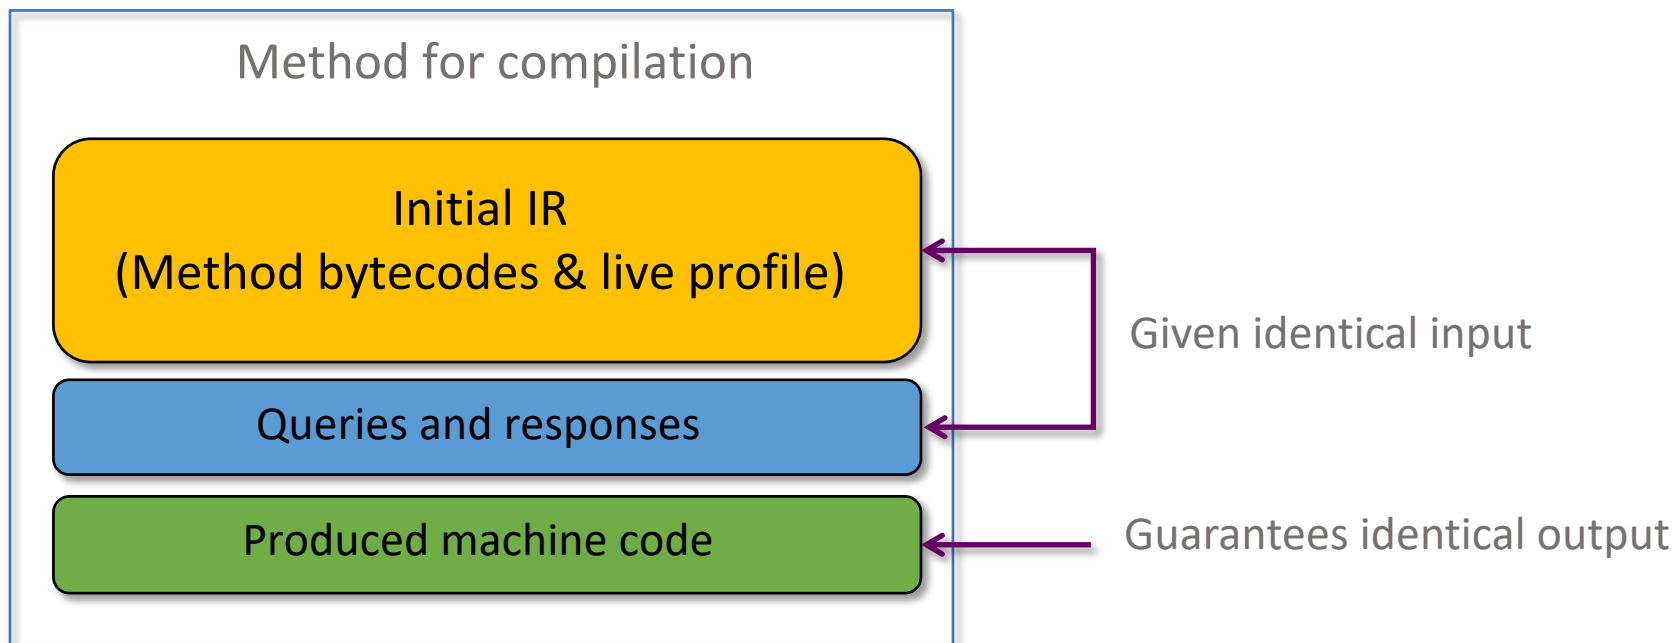 Method for compilation
Initial IR
(Method bytecodes & live profile)
Given identical input
Queries and responses
Produced machine code
Guarantees identical output